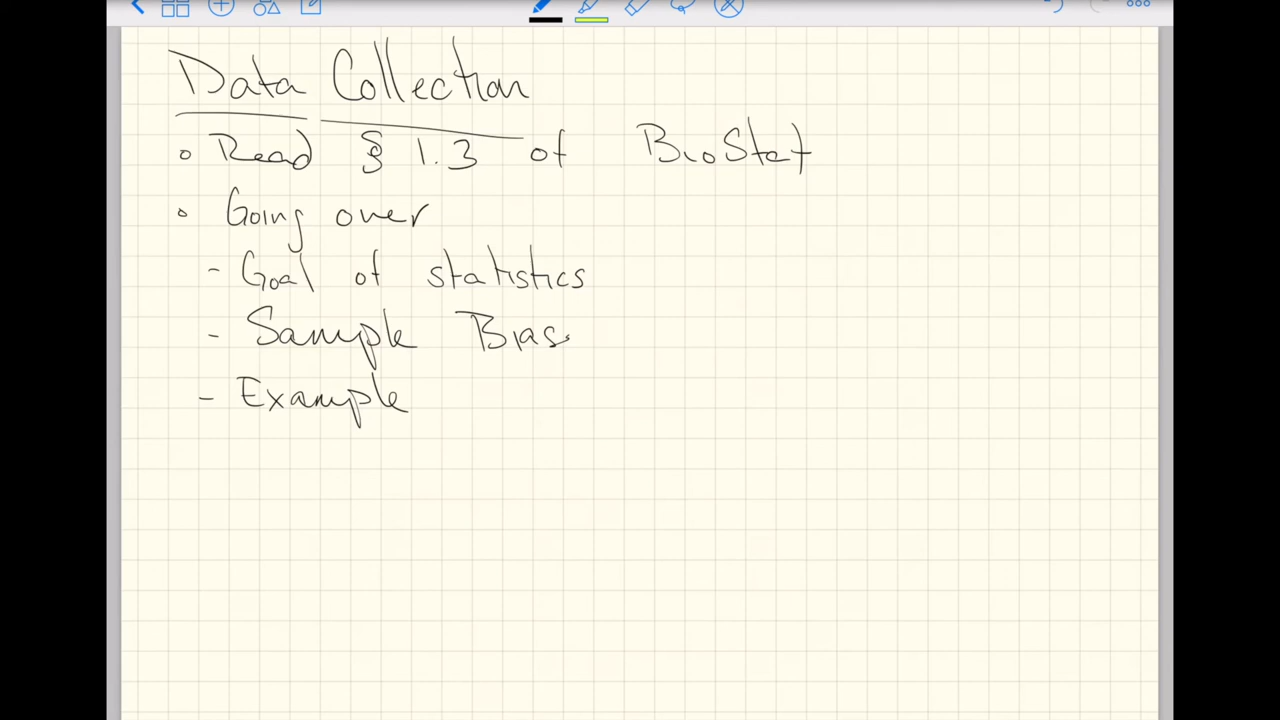 Data Collection
◦ Read § 1.3 of BioStat
◦ Going over
- Goal of statistics
- Sample Bias
- Example